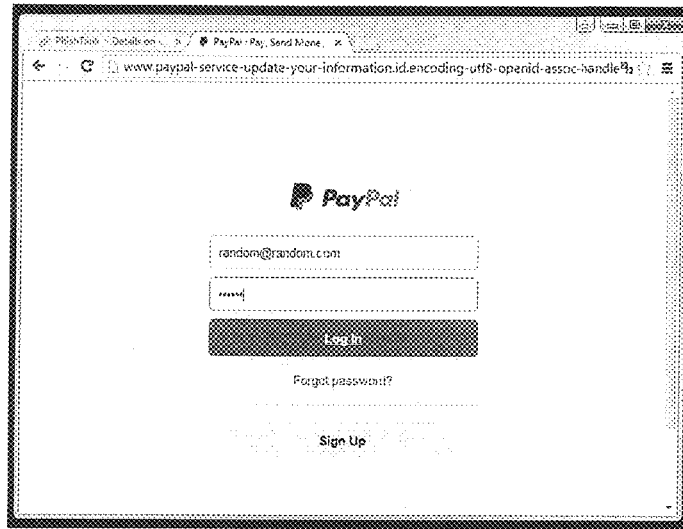 PhishTank Details on
PayPal: Pay, Send Mone
www.paypal-service-update-your-information.id.encoding-utf8-openid-assoc-handle
PayPal
random@random.com
••••••
Log In
Forgot password?
Sign Up